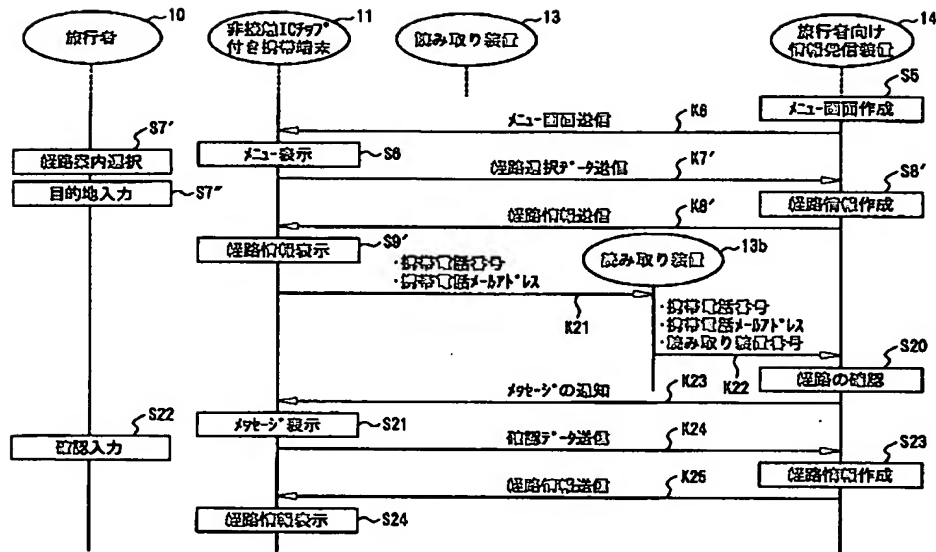 10
旅行者
11
非接触ICチップ
付き携帯端末
13
読み取り装置
14
旅行者向け
情報発信装置
S5
メニュー画面作成
メニュー画面送信
K6
S7′
経路案内選択
メニュー表示
S6
経路選択データ送信
K7′
S8′
目的地入力
S7″
経路情報作成
経路情報送信
K8′
S9′
経路情報表示
13b
読み取り装置
・携帯電話番号
・携帯電話メールアドレス
K21
・携帯電話番号
・携帯電話メールアドレス
・読み取り装置番号
K22
S20
経路の確認
メッセージの通知
K23
S22
メッセージ表示
S21
確認入力
確認データ送信
K24
S23
経路情報作成
経路情報送信
K25
経路情報表示
S24